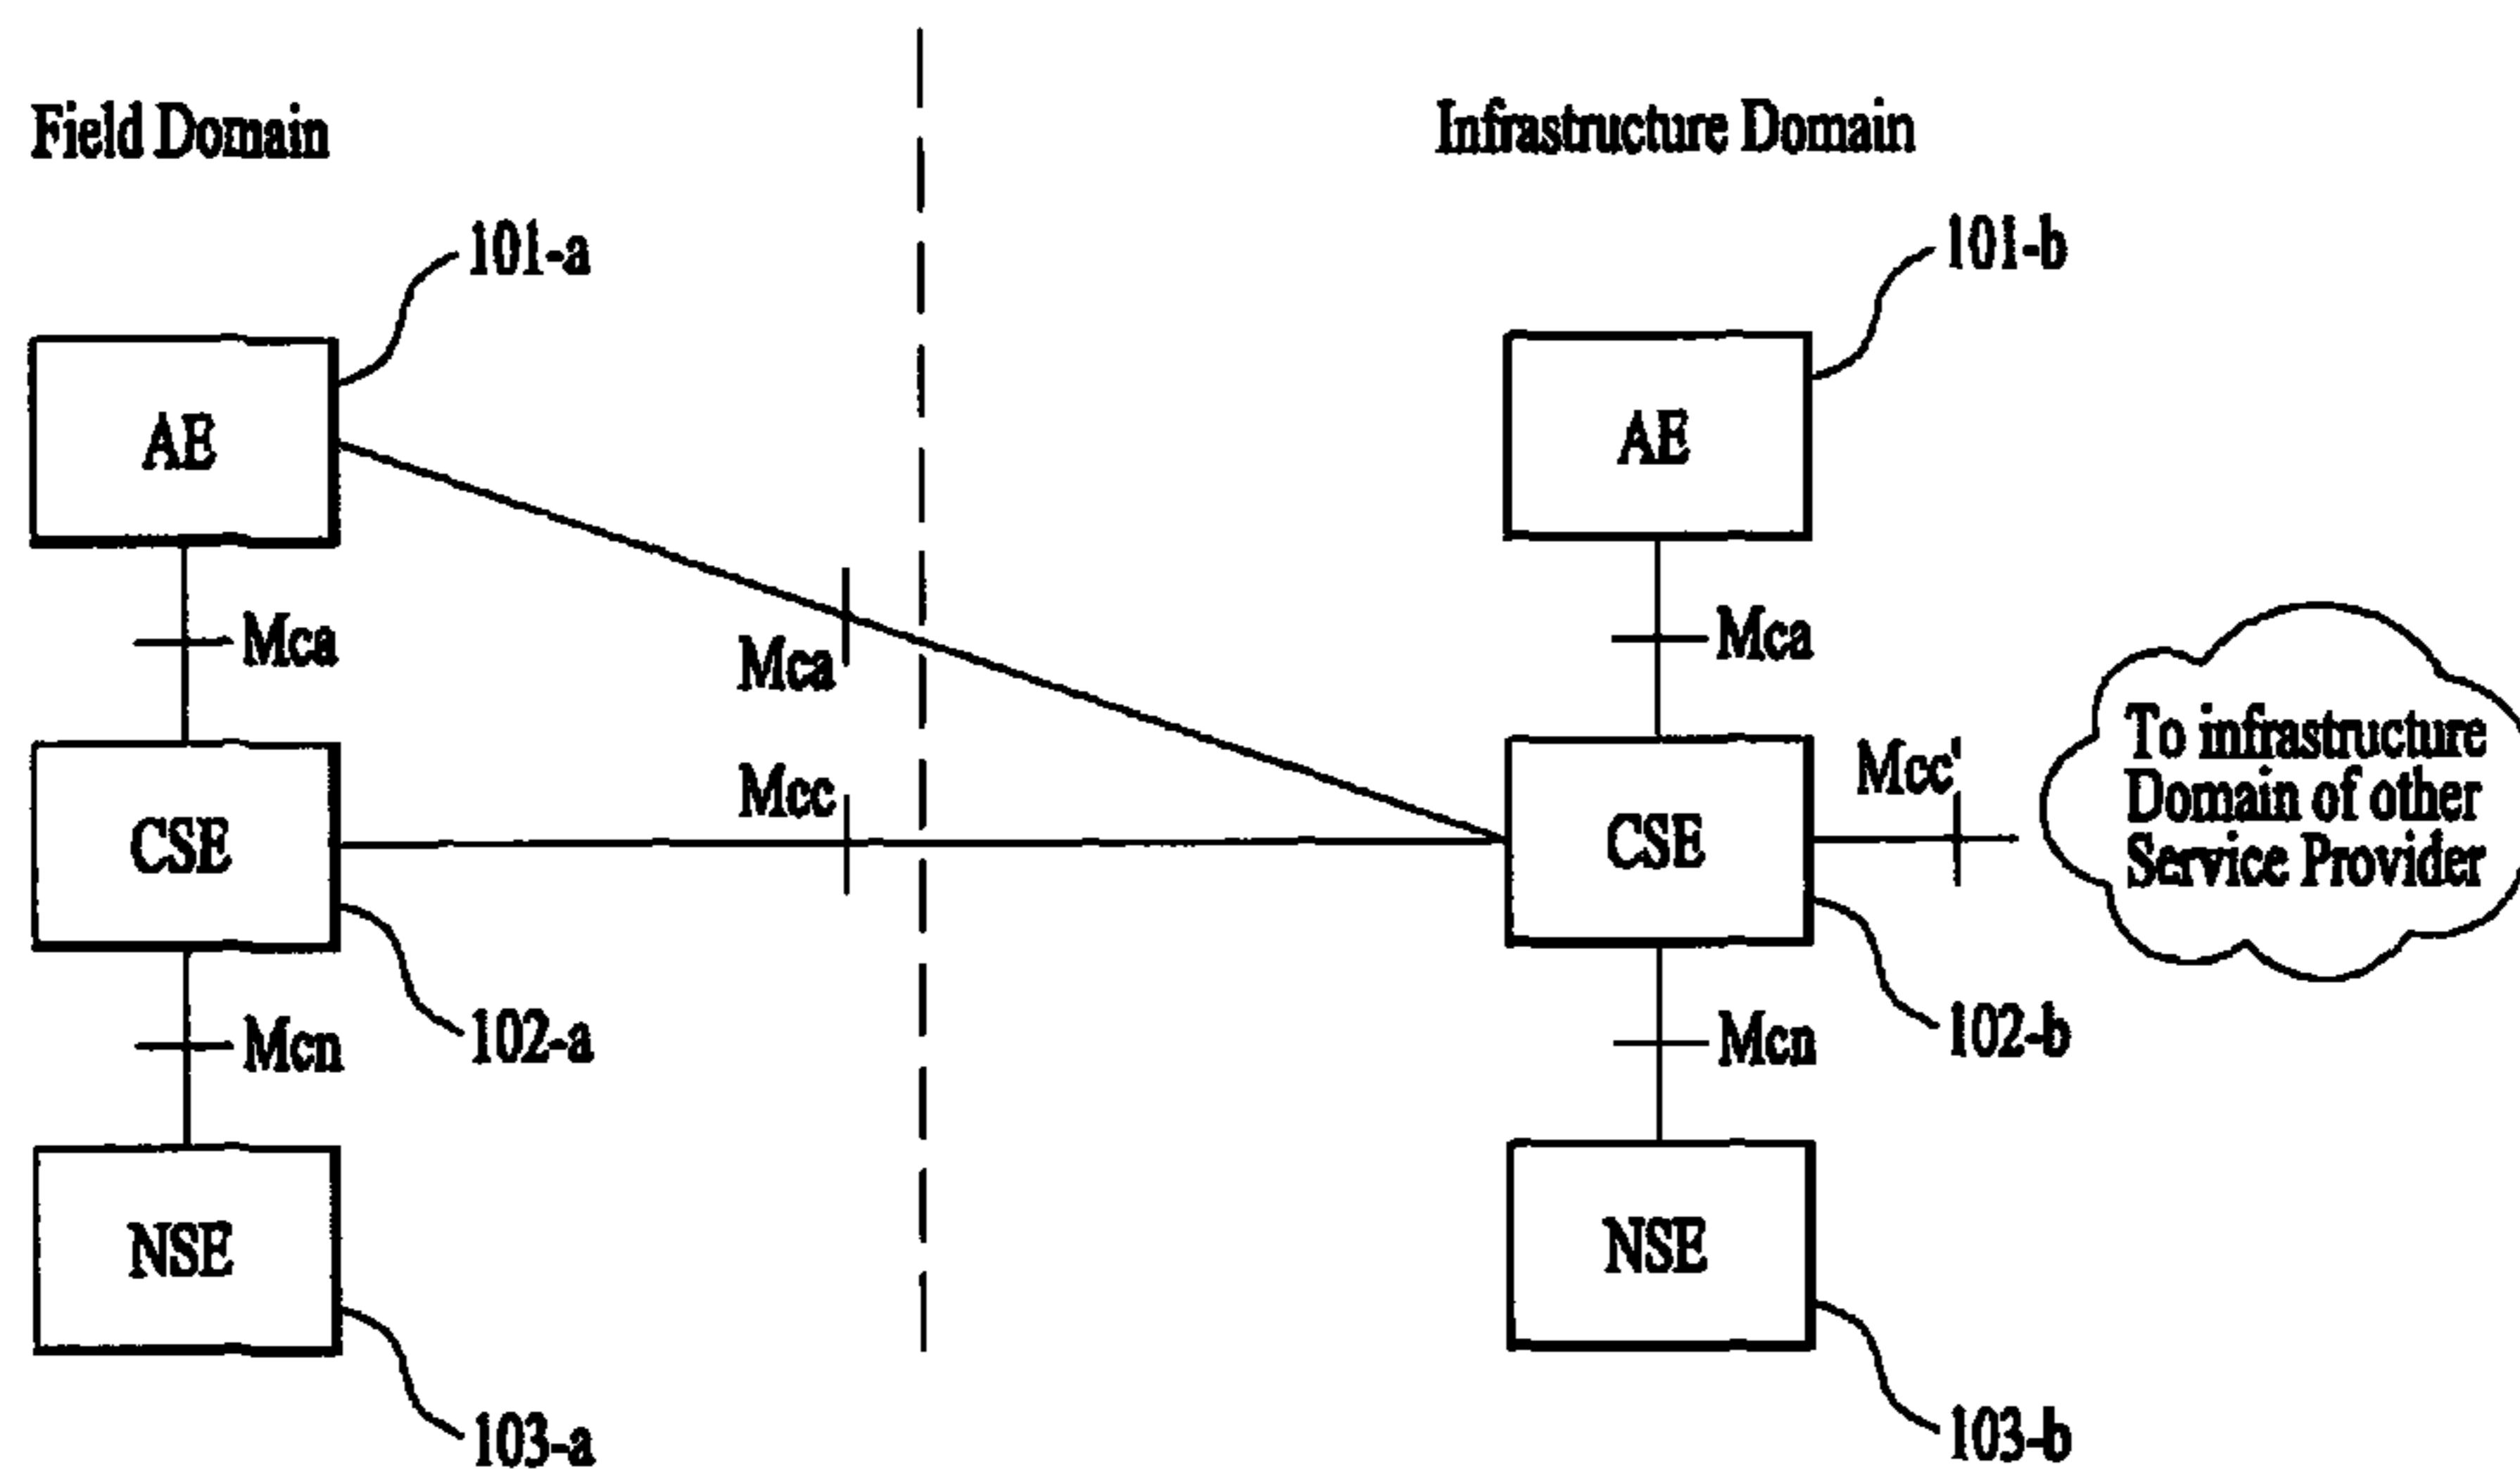 Field Domain
Infrastructure Domain
101-a
101-b
AE
AE
Mca
Mca
Mca
To infrastructure
Domain of other
Service Provider
Mcc
Mcc'
CSE
CSE
102-a
102-b
Mcn
Mcn
NSE
NSE
103-a
103-b